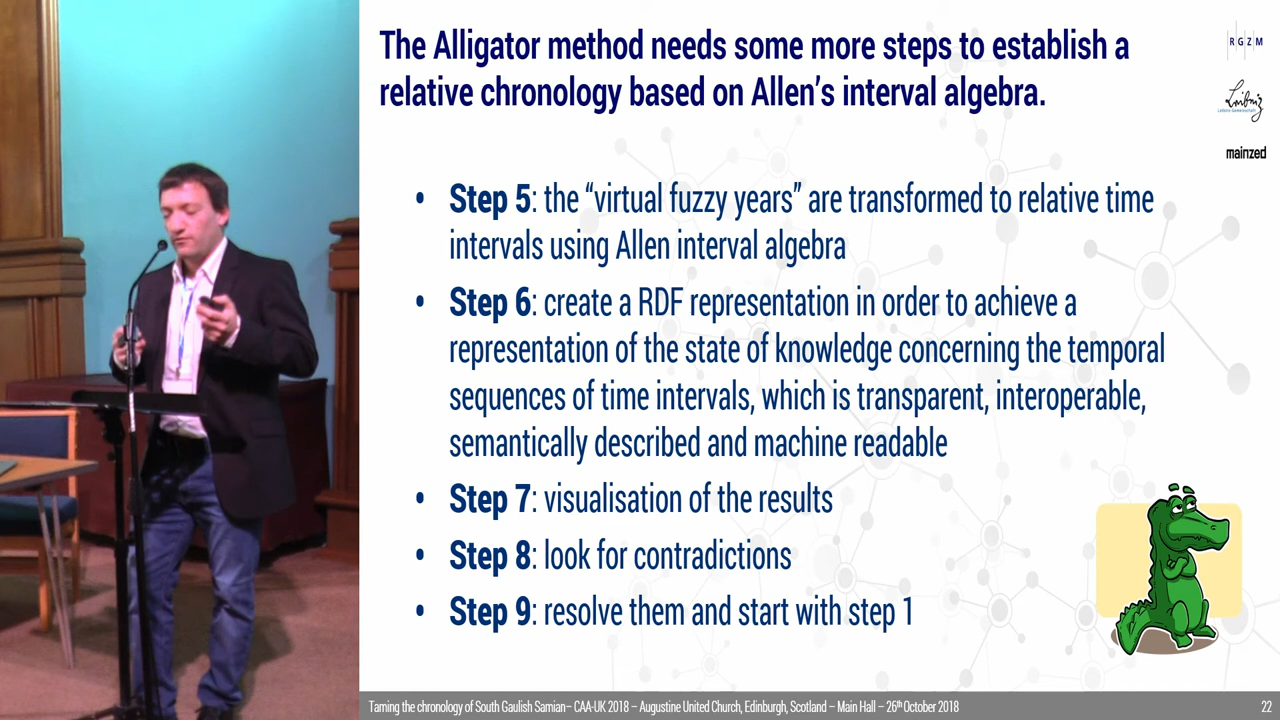 The Alligator method needs some more steps to establish a
relative chronology based on Allen's interval algebra.
R G Z M
Leibniz
Leibniz-Gemeinschaft
mainzed
• Step 5: the “virtual fuzzy years” are transformed to relative time
intervals using Allen interval algebra
• Step 6: create a RDF representation in order to achieve a
representation of the state of knowledge concerning the temporal
sequences of time intervals, which is transparent, interoperable,
semantically described and machine readable
• Step 7: visualisation of the results
• Step 8: look for contradictions
• Step 9: resolve them and start with step 1
Taming the chronology of South Gaulish Samian– CAA-UK 2018 – Augustine United Church, Edinburgh, Scotland – Main Hall – 26th October 2018
22